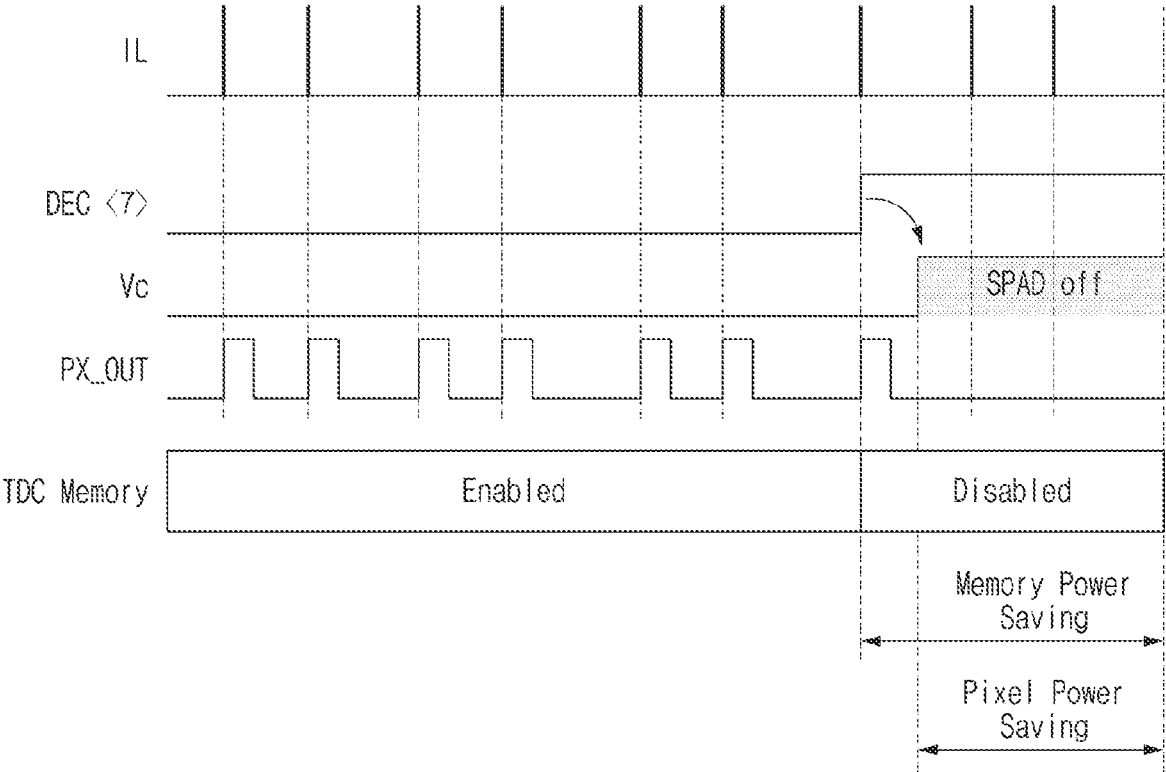 IL
DEC <7>
Vc
SPAD off
PX_OUT
TDC Memory
Enabled
Disabled
Memory Power
Saving
Pixel Power
Saving